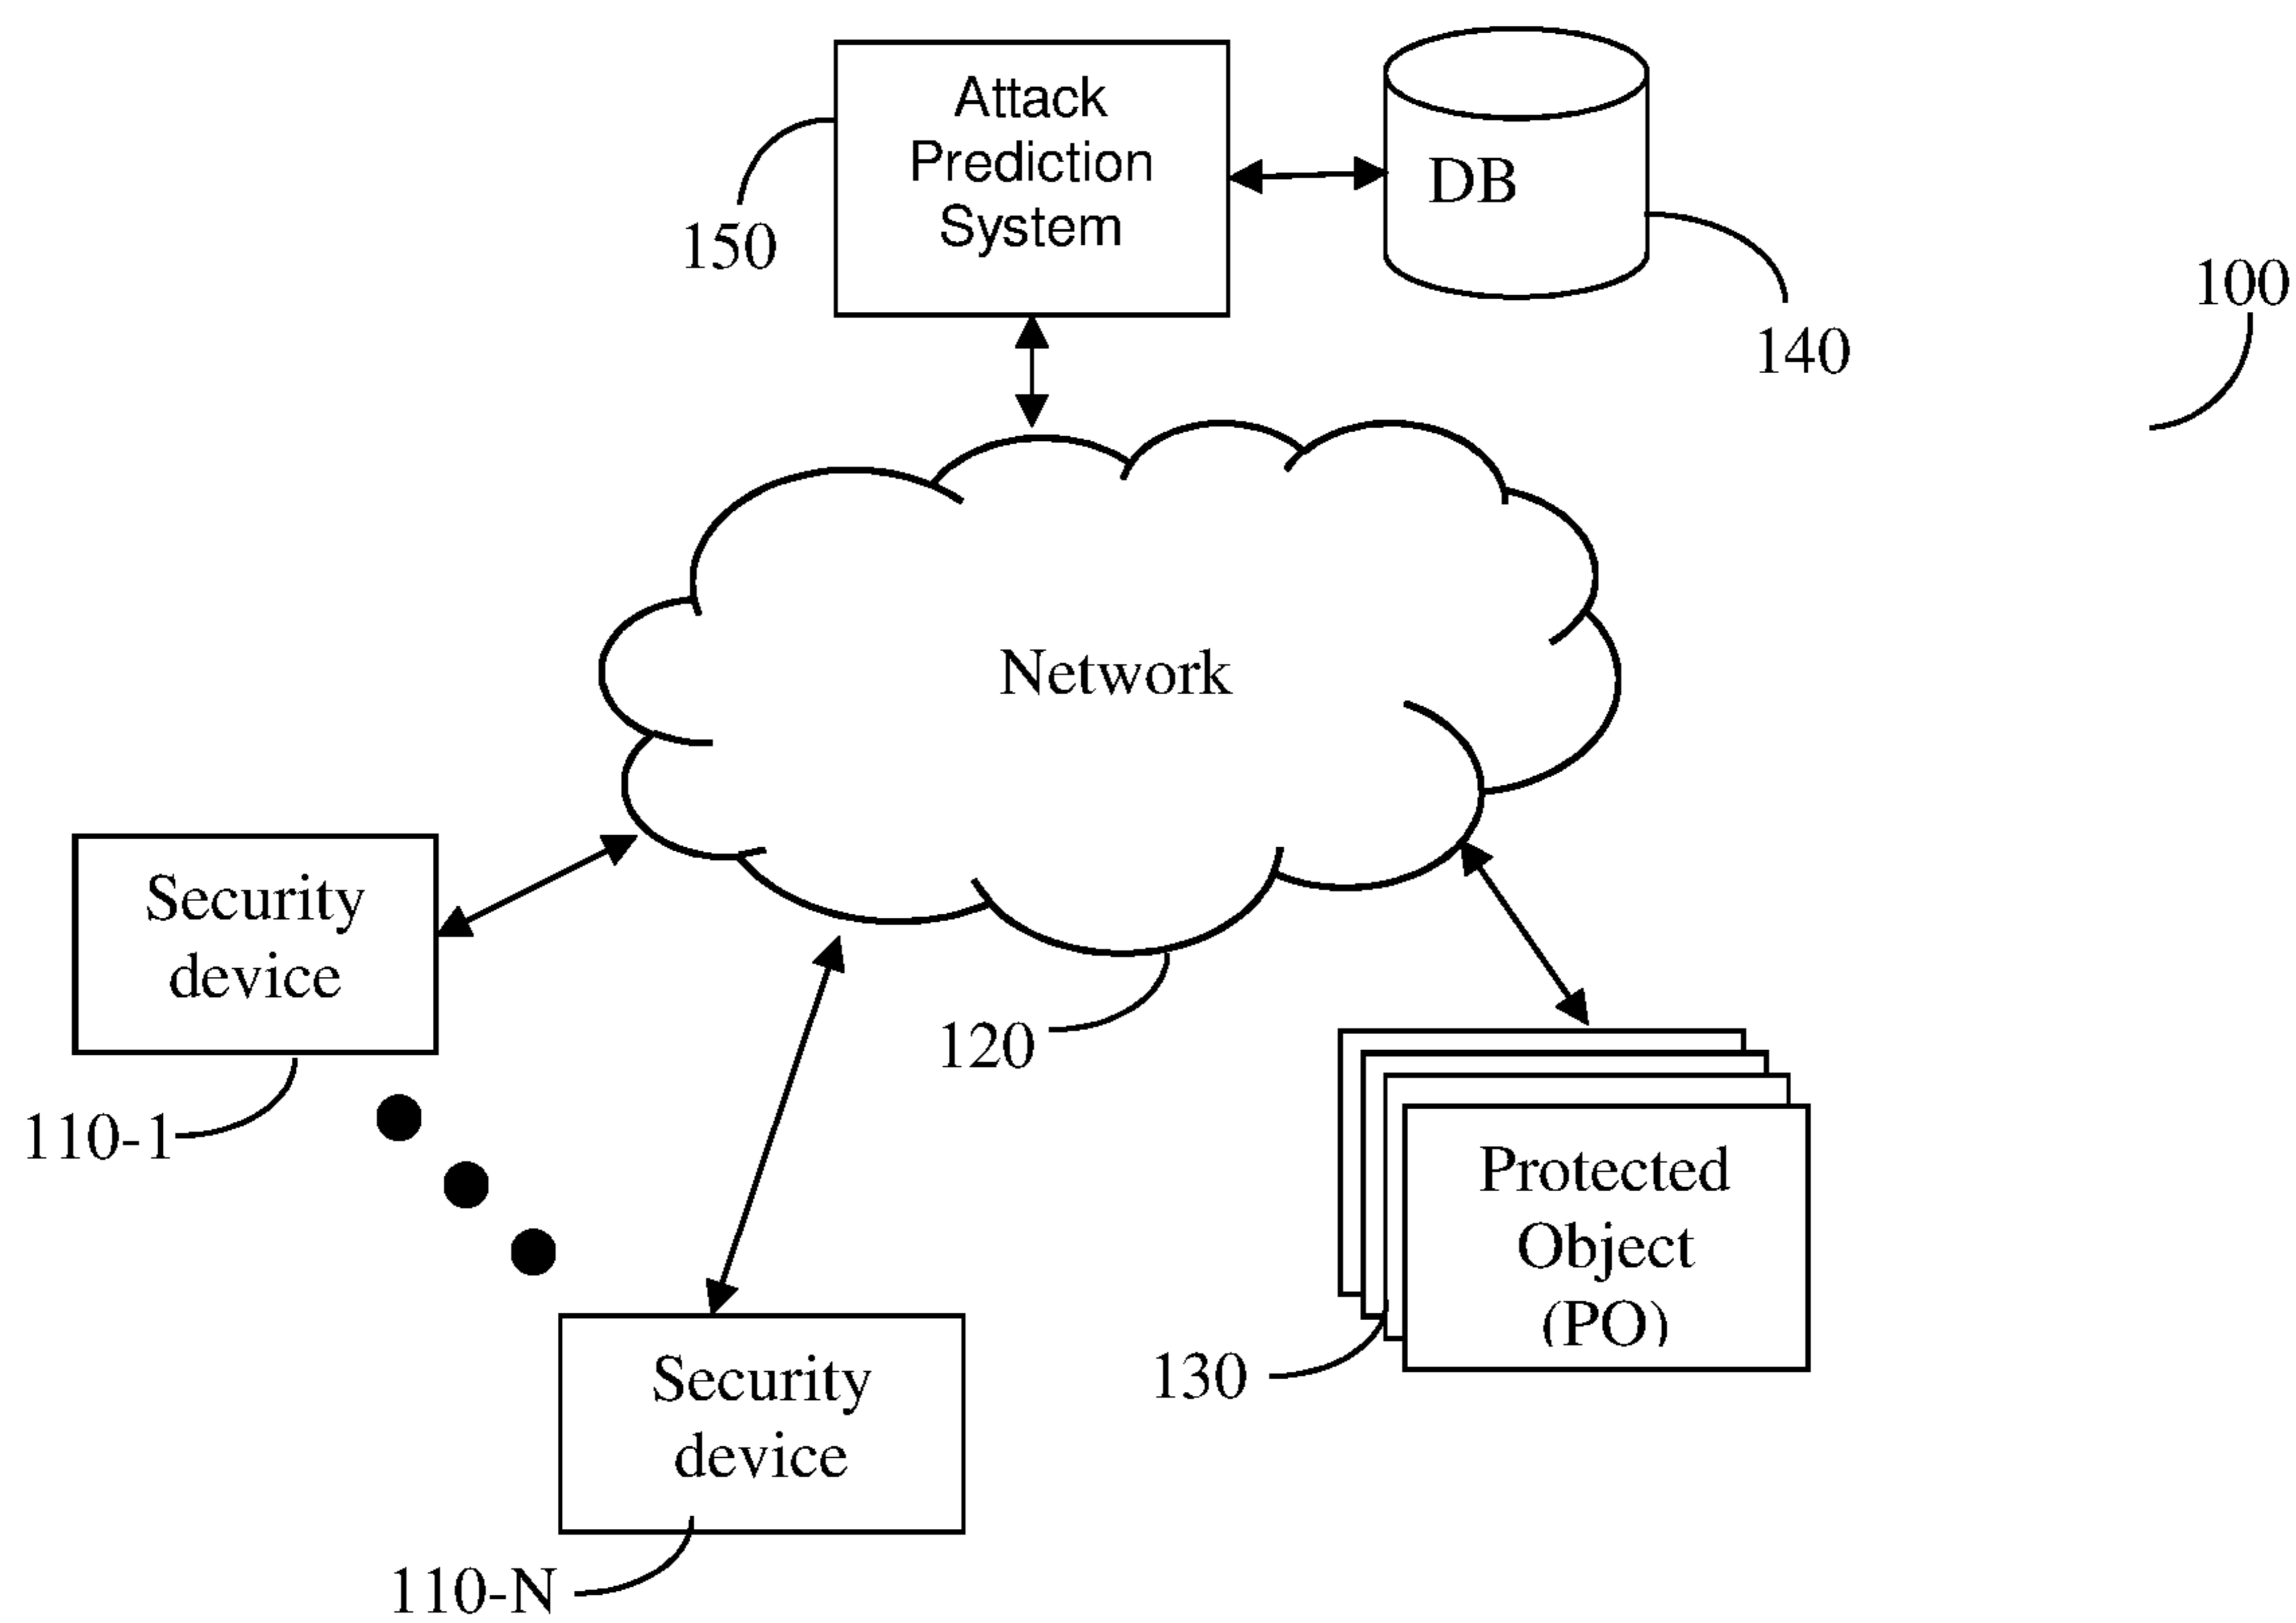 Attack
Prediction
System
DB
150
140
100
Network
Security
device
120
110-1
Protected
Object
(PO)
130
Security
device
110-N